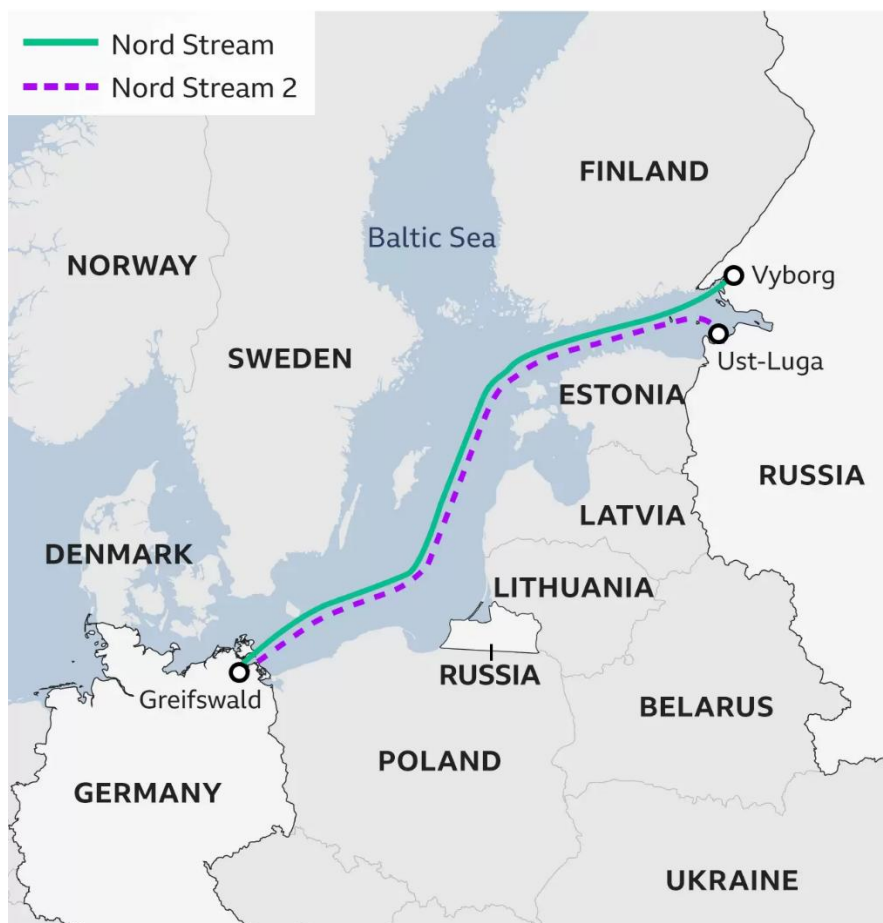 Nord Stream
Nord Stream 2
FINLAND
Baltic Sea
NORWAY
Vyborg
SWEDEN
Ust-Luga
ESTONIA
RUSSIA
LATVIA
DENMARK
LITHUANIA
RUSSIA
Greifswald
BELARUS
POLAND
GERMANY
UKRAINE